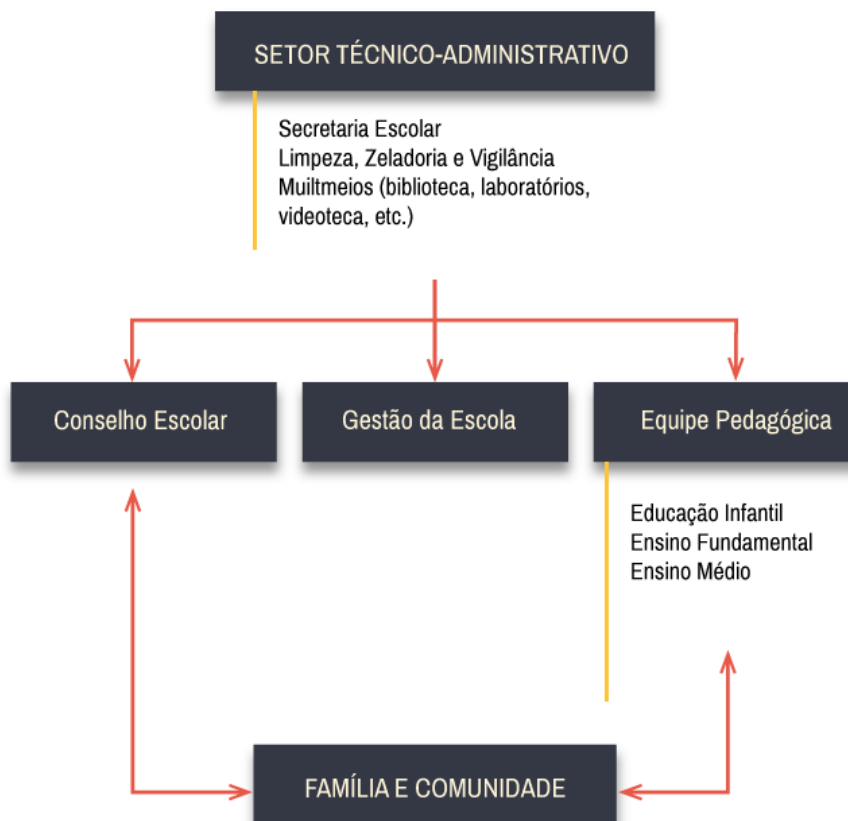 SETOR TÉCNICO-ADMINISTRATIVO
Secretaria Escolar
Limpeza, Zeladoria e Vigilância
Muiltmeios (biblioteca, laboratórios,
videoteca, etc.)
Conselho Escolar
Gestão da Escola
Equipe Pedagógica
Educação Infantil
Ensino Fundamental
Ensino Médio
FAMÍLIA E COMUNIDADE